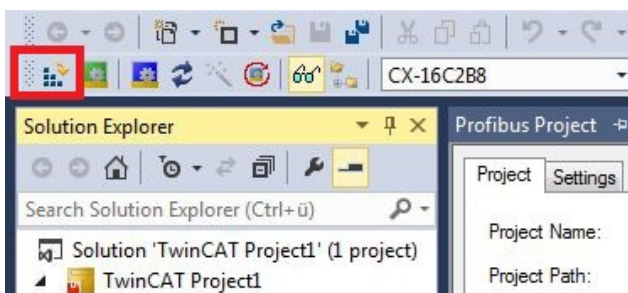 CX-16C2B8
Solution Explorer
Profibus Project
Project
Settings
Search Solution Explorer (Ctrl+ü)
Project Name:
Solution 'TwinCAT Project1' (1 project)
TwinCAT Project1
Project Path: